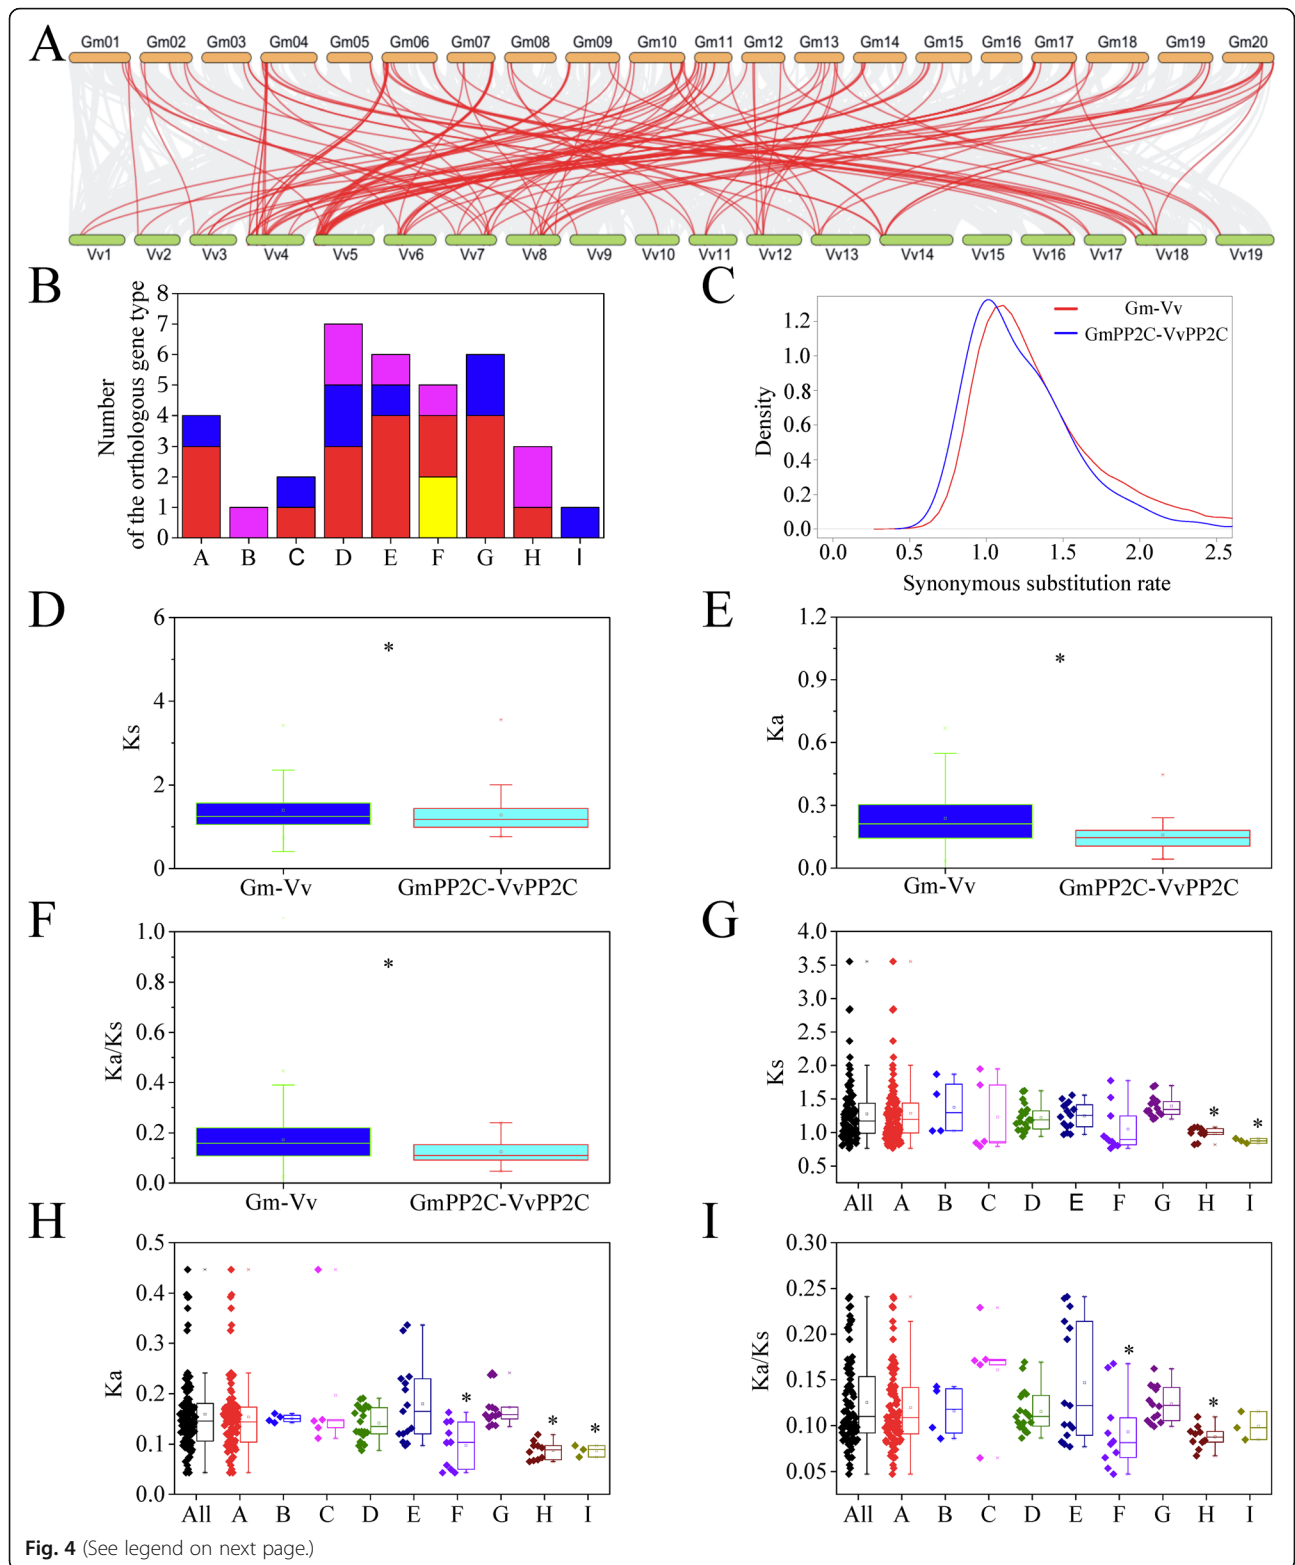 A
Gm01 Gm02 Gm03 Gm04 Gm05 Gm06 Gm07 Gm08 Gm09 Gm10 Gm11 Gm12 Gm13 Gm14 Gm15 Gm16 Gm17 Gm18 Gm19 Gm20
Vv1 Vv2 Vv3 Vv4 Vv5 Vv6 Vv7 Vv8 Vv9 Vv10 Vv11 Vv12 Vv13 Vv14 Vv15 Vv16 Vv17 Vv18 Vv19
B
Number
of the orthologous gene type
8
7
6
5
4
3
2
1
0
A B C D E F G H I
C
Density
1.2
1.0
0.8
0.6
0.4
0.2
0.0
Gm-Vv
GmPP2C-VvPP2C
0.0 0.5 1.0 1.5 2.0 2.5
Synonymous substitution rate
D
Ks
6
4
2
0
*
Gm-Vv GmPP2C-VvPP2C
E
Ka
1.2
0.9
0.6
0.3
0.0
*
Gm-Vv GmPP2C-VvPP2C
F
Ka/Ks
1.0
0.8
0.6
0.4
0.2
0.0
*
Gm-Vv GmPP2C-VvPP2C
G
Ks
4.0
3.5
3.0
2.5
2.0
1.5
1.0
0.5
* *
All A B C D E F G H I
H
Ka
0.5
0.4
0.3
0.2
0.1
0.0
* * *
All A B C D E F G H I
I
Ka/Ks
0.30
0.25
0.20
0.15
0.10
0.05
* *
All A B C D E F G H I
Fig. 4 (See legend on next page.)